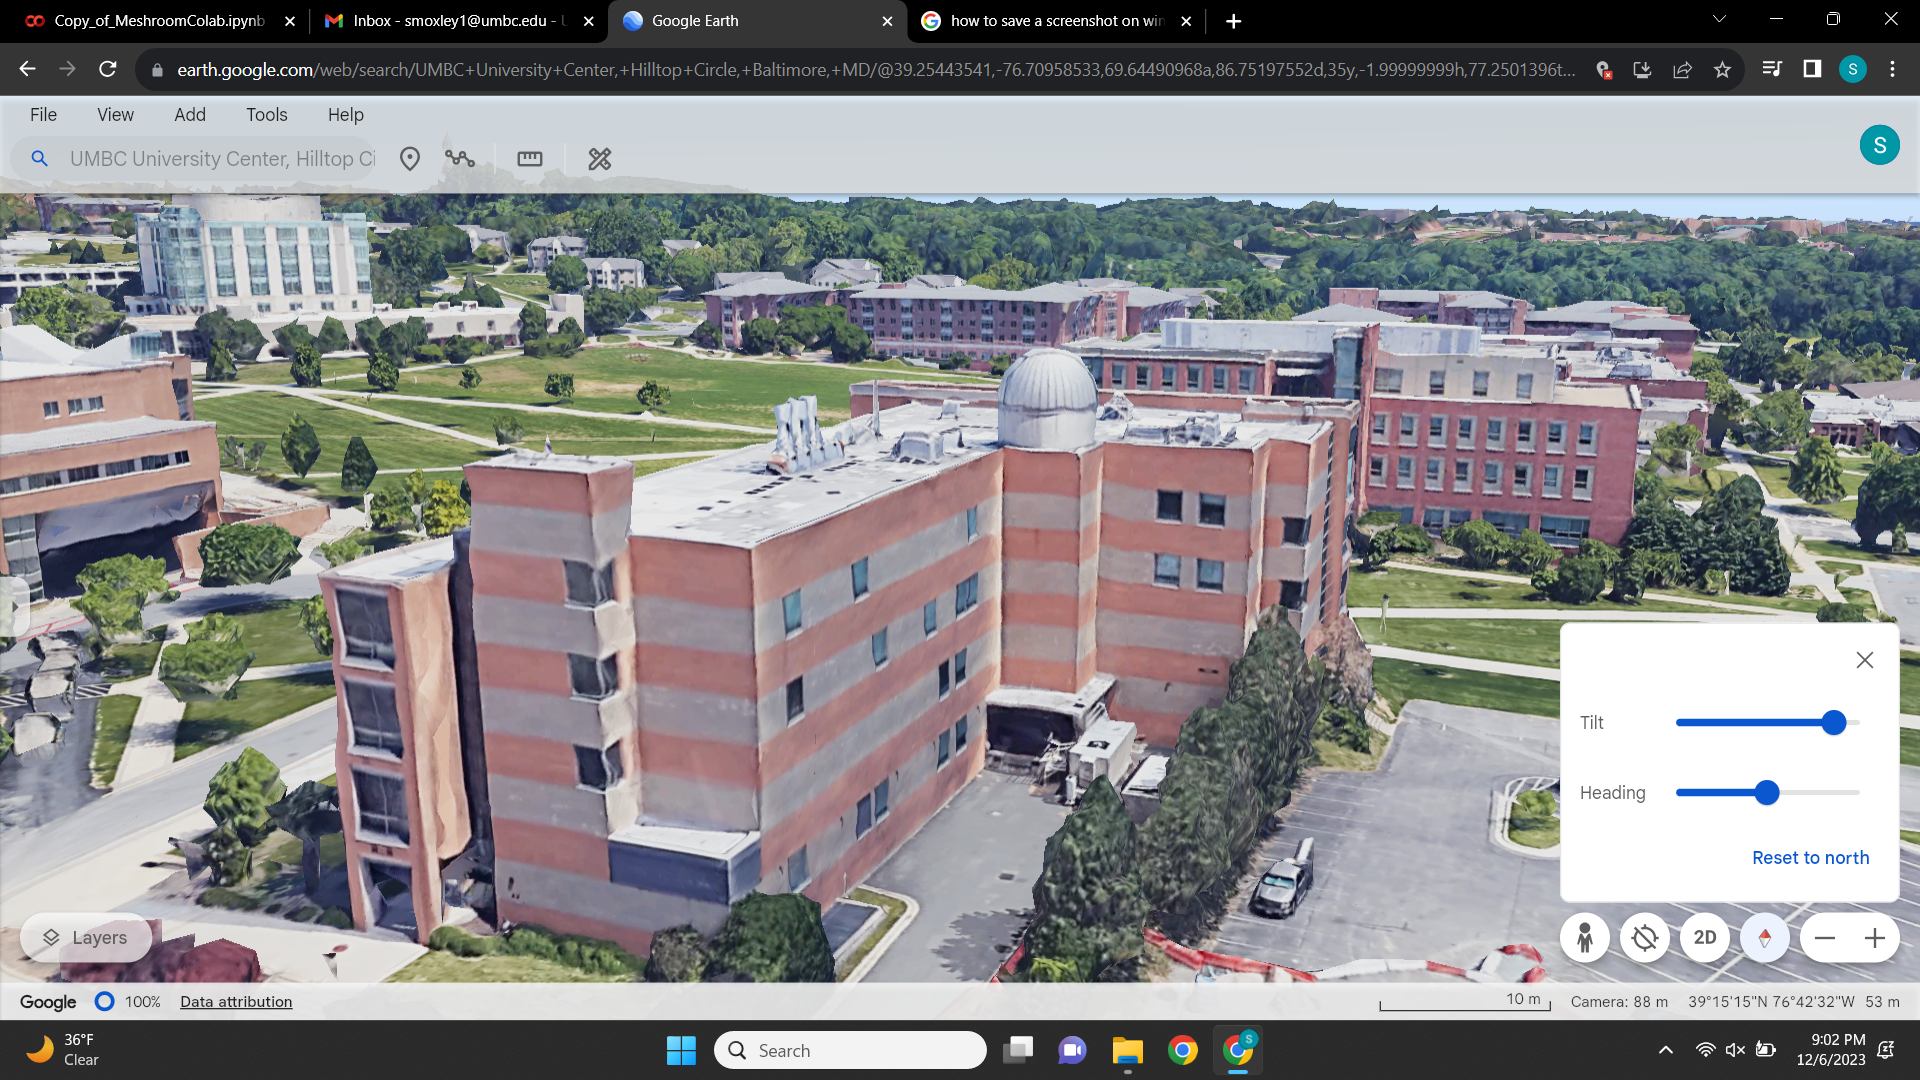 Copy_of_MeshroomColab.ipynb
Inbox - smoxley1@umbc.edu - U
Google Earth
how to save a screenshot on win
earth.google.com/web/search/UMBC+University+Center,+Hilltop+Circle,+Baltimore,+MD/@39.25443541,-76.70958533,69.64490968a,86.75197552d,35y,-1.99999999h,77.2501396t...
S
File View Add Tools Help
UMBC University Center, Hilltop Ci
S
Tilt
Heading
Reset to north
Layers
2D
Google 100% Data attribution
10 m Camera: 88 m 39°15'15"N 76°42'32"W 53 m
36°F
Clear
Search
S
9:02 PM
12/6/2023